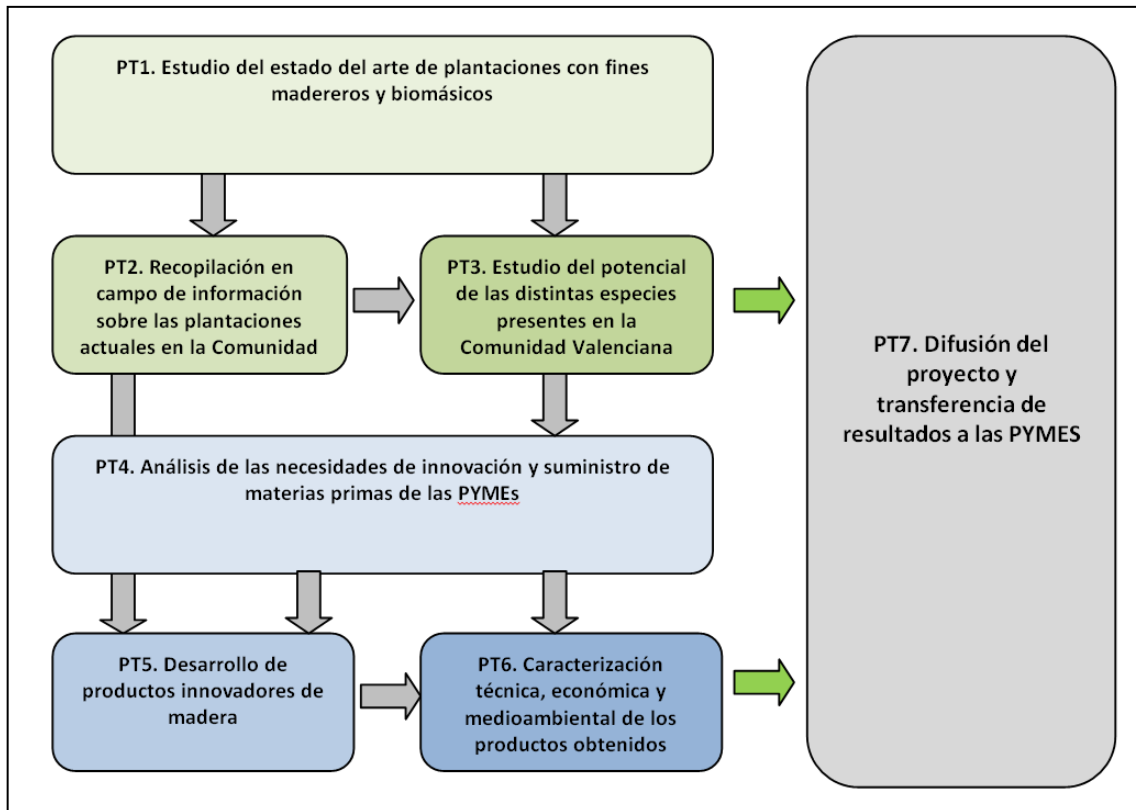 PT1. Estudio del estado del arte de plantaciones con fines
madereros y biomásicos
PT2. Recopilación en
campo de información
sobre las plantaciones
actuales en la Comunidad
PT3. Estudio del potencial
de las distintas especies
presentes en la
Comunidad Valenciana
PT4. Análisis de las necesidades de innovación y suministro de
materias primas de las PYMEs
PT5. Desarrollo de
productos innovadores de
madera
PT6. Caracterización
técnica, económica y
medioambiental de los
productos obtenidos
PT7. Difusión del
proyecto y
transferencia de
resultados a las PYMES